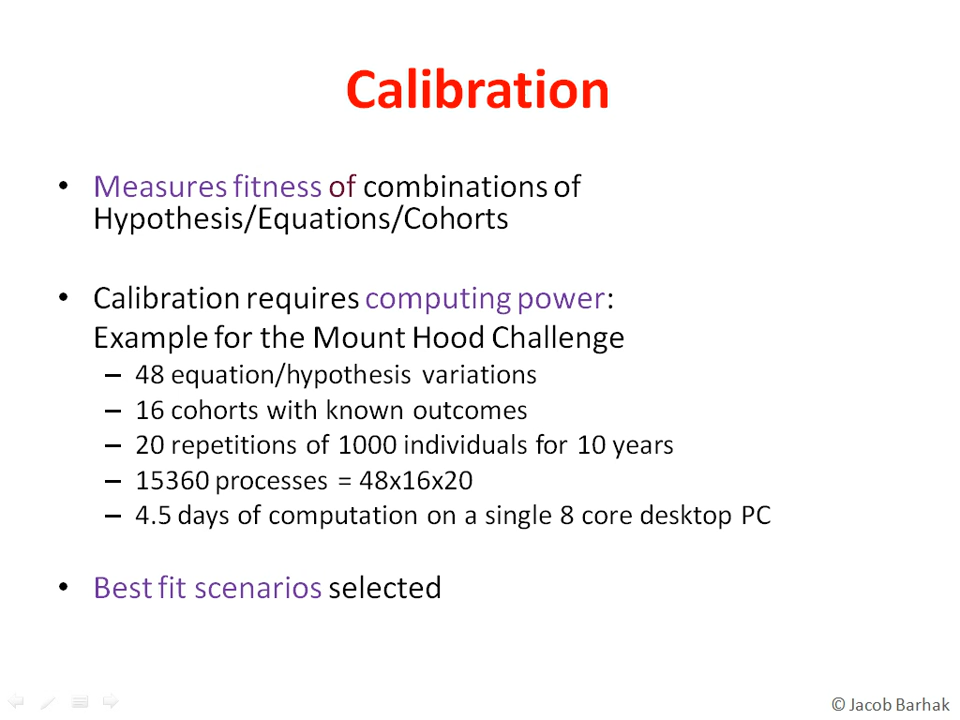 Calibration
• Measures fitness of combinations of
Hypothesis/Equations/Cohorts
• Calibration requires computing power:
Example for the Mount Hood Challenge
– 48 equation/hypothesis variations
– 16 cohorts with known outcomes
– 20 repetitions of 1000 individuals for 10 years
– 15360 processes = 48x16x20
– 4.5 days of computation on a single 8 core desktop PC
• Best fit scenarios selected
© Jacob Barhak